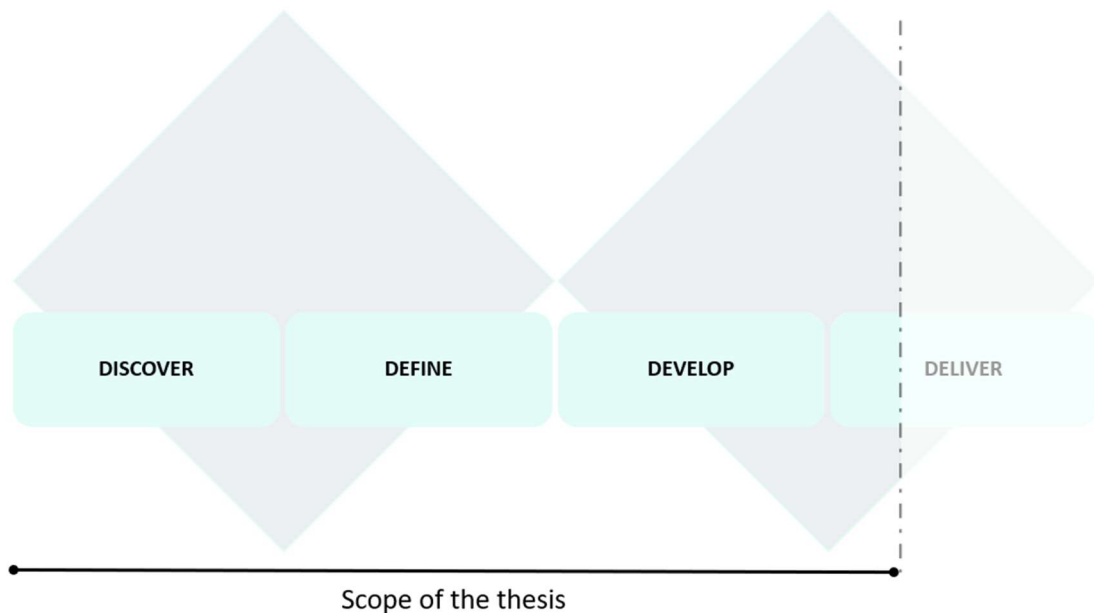 DISCOVER
DEFINE
DEVELOP
DELIVER
Scope of the thesis